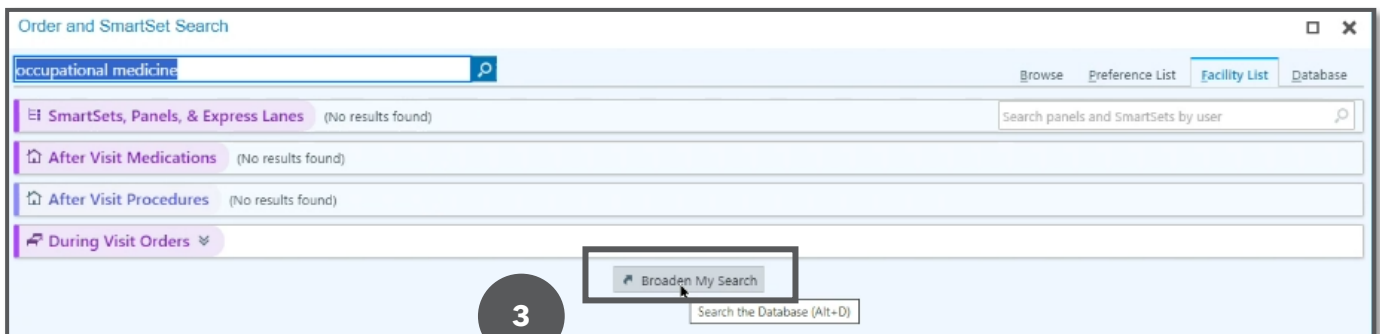 Order and SmartSet Search
occupational medicine
Browse Preference List Facility List Database
SmartSets, Panels, & Express Lanes (No results found)
Search panels and SmartSets by user
After Visit Medications (No results found)
After Visit Procedures (No results found)
During Visit Orders
Broaden My Search
Search the Database (Alt+D)
3